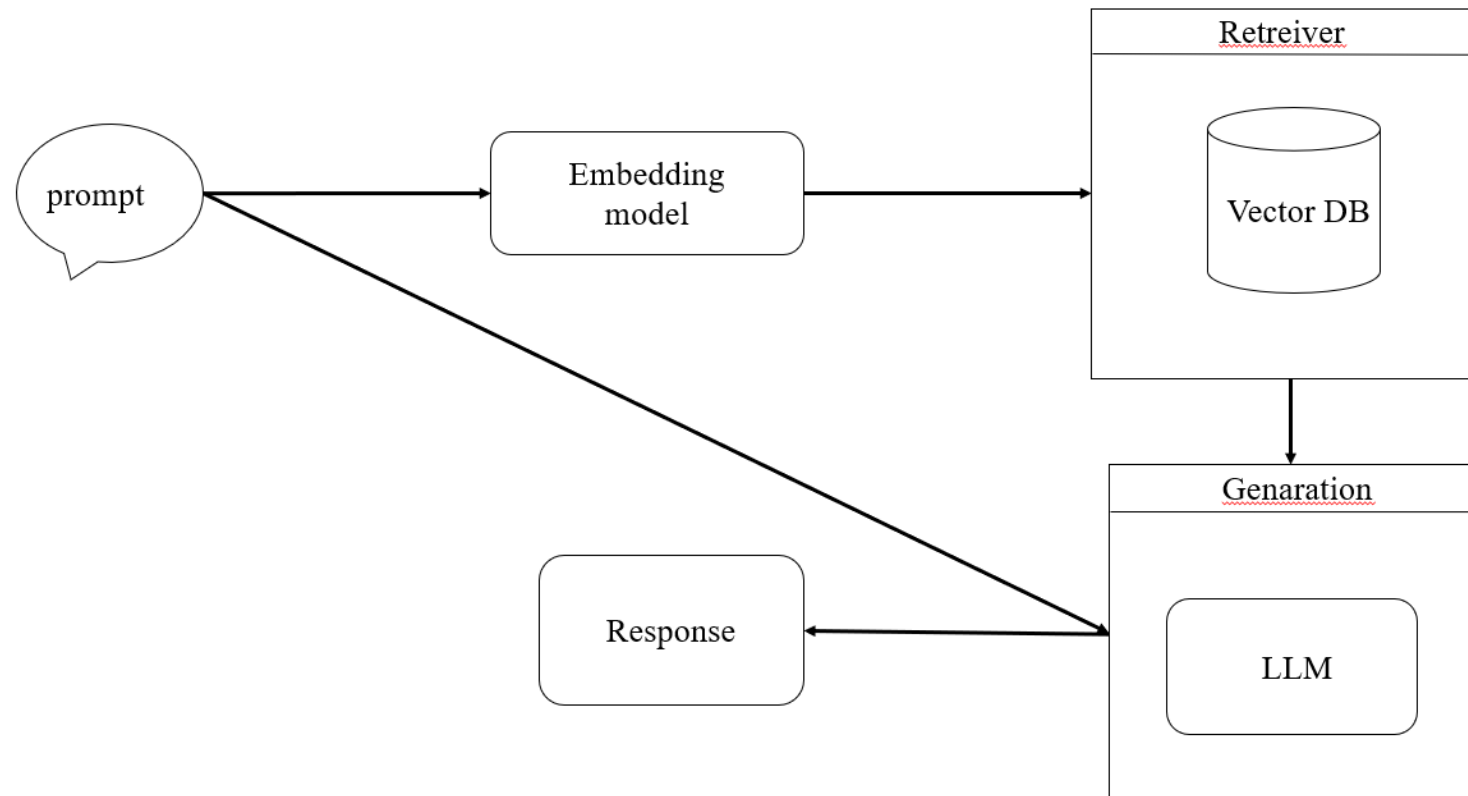 Retreiver
prompt
Embedding
model
Vector DB
Genaration
Response
LLM